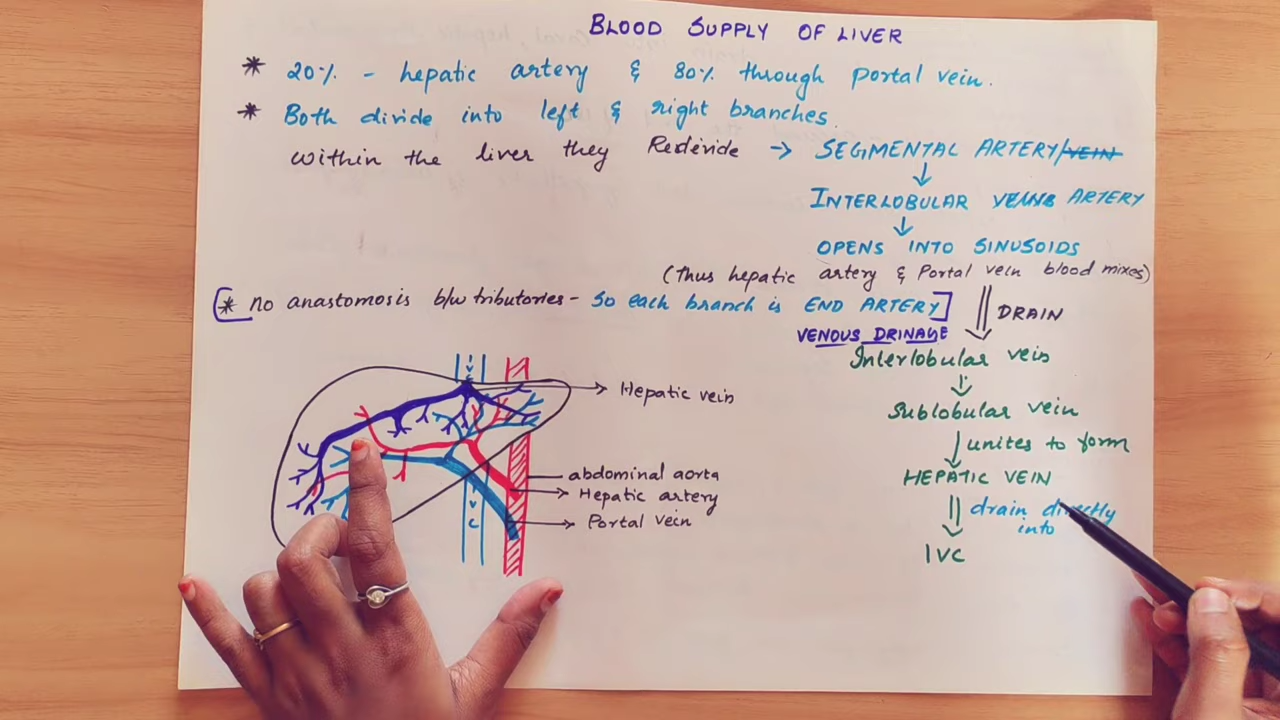 BLOOD SUPPLY OF LIVER
* 20% - hepatic artery & 80% through portal vein.
* Both divide into left & right branches
within the liver they Redivide → SEGMENTAL ARTERY/VEIN
↓
INTERLOBULAR VEINS ARTERY
↓
OPENS INTO SINUSOIDS
(Thus hepatic artery & Portal vein blood mixes)
[* no anastomosis b/w tributories - So each branch is END ARTERY]
DRAIN
VENOUS DRINAGE
Interlobular vein
Sublobular vein
unites to form
HEPATIC VEIN
drain directly
into
IVC
IVC
Hepatic vein
abdominal aorta
Hepatic artery
Portal vein
IVC